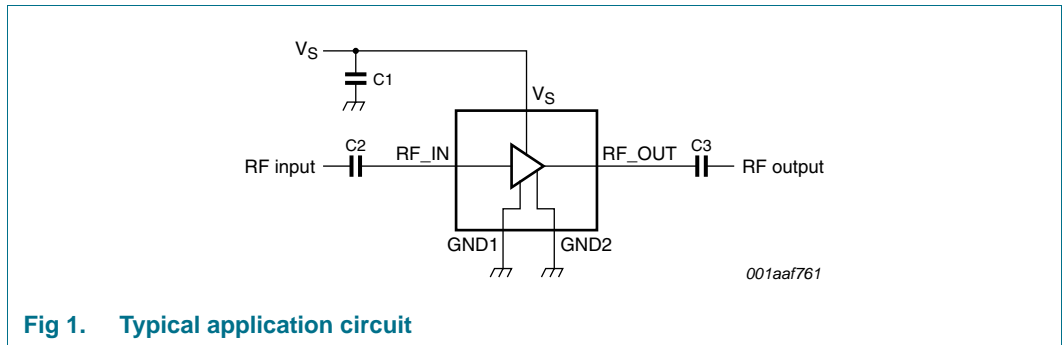 VS
C1
VS
C2
RF_IN
RF_OUT
C3
RF input
RF output
GND1
GND2
001aaf761
Fig 1. Typical application circuit